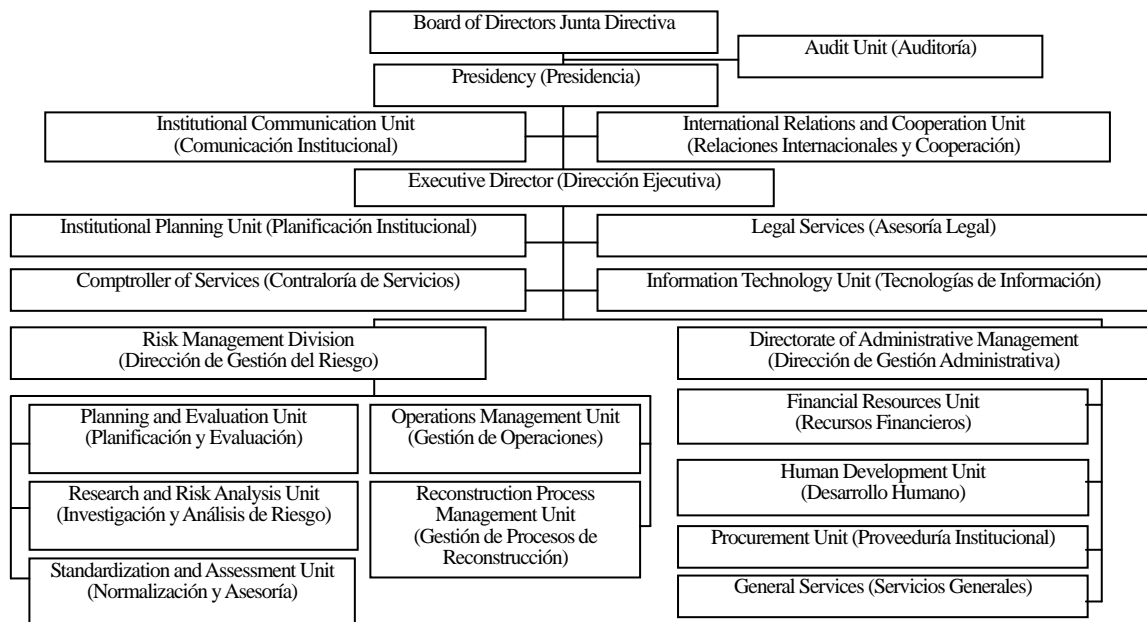 Board of Directors Junta Directiva
Audit Unit (Auditoría)
Presidency (Presidencia)
Institutional Communication Unit
(Comunicación Institucional)
International Relations and Cooperation Unit
(Relaciones Internacionales y Cooperación)
Executive Director (Dirección Ejecutiva)
Institutional Planning Unit (Planificación Institucional)
Legal Services (Asesoría Legal)
Comptroller of Services (Contraloría de Servicios)
Information Technology Unit (Tecnologías de Información)
Risk Management Division
(Dirección de Gestión del Riesgo)
Directorate of Administrative Management
(Dirección de Gestión Administrativa)
Planning and Evaluation Unit
(Planificación y Evaluación)
Operations Management Unit
(Gestión de Operaciones)
Financial Resources Unit
(Recursos Financieros)
Research and Risk Analysis Unit
(Investigación y Análisis de Riesgo)
Reconstruction Process
Management Unit
(Gestión de Procesos de
Reconstrucción)
Human Development Unit
(Desarrollo Humano)
Procurement Unit (Proveeduría Institucional)
Standardization and Assessment Unit
(Normalización y Asesoría)
General Services (Servicios Generales)